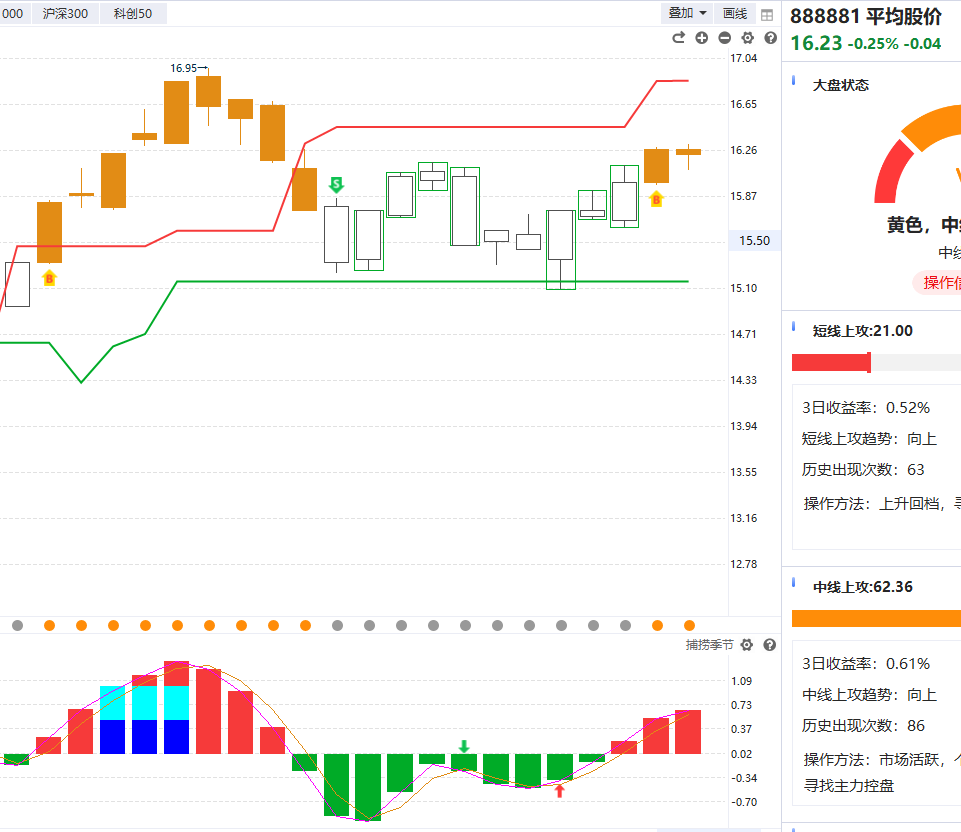 000 沪深300 科创50
叠加 画线
888881 平均股价
16.23 -0.25% -0.04
17.04
16.95
16.65
16.26
15.87
15.50
15.10
14.71
14.33
13.94
13.55
13.16
12.78
S
B
B
大盘状态
黄色，中
中线
操作信
短线上攻:21.00
3日收益率：0.52%
短线上攻趋势：向上
历史出现次数：63
操作方法：上升回档，
中线上攻:62.36
3日收益率：0.61%
中线上攻趋势：向上
历史出现次数：86
操作方法：市场活跃，
寻找主力控盘
捕捞季节
1.09
0.73
0.37
0.02
-0.34
-0.70